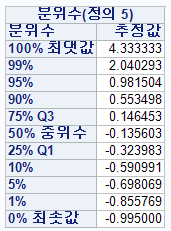 분위수(정의 5)
분위수 추정값
100% 최댓값 4.333333
99% 2.040293
95% 0.981504
90% 0.553498
75% Q3 0.146453
50% 중위수 -0.135603
25% Q1 -0.323983
10% -0.590991
5% -0.698069
1% -0.855769
0% 최솟값 -0.995000